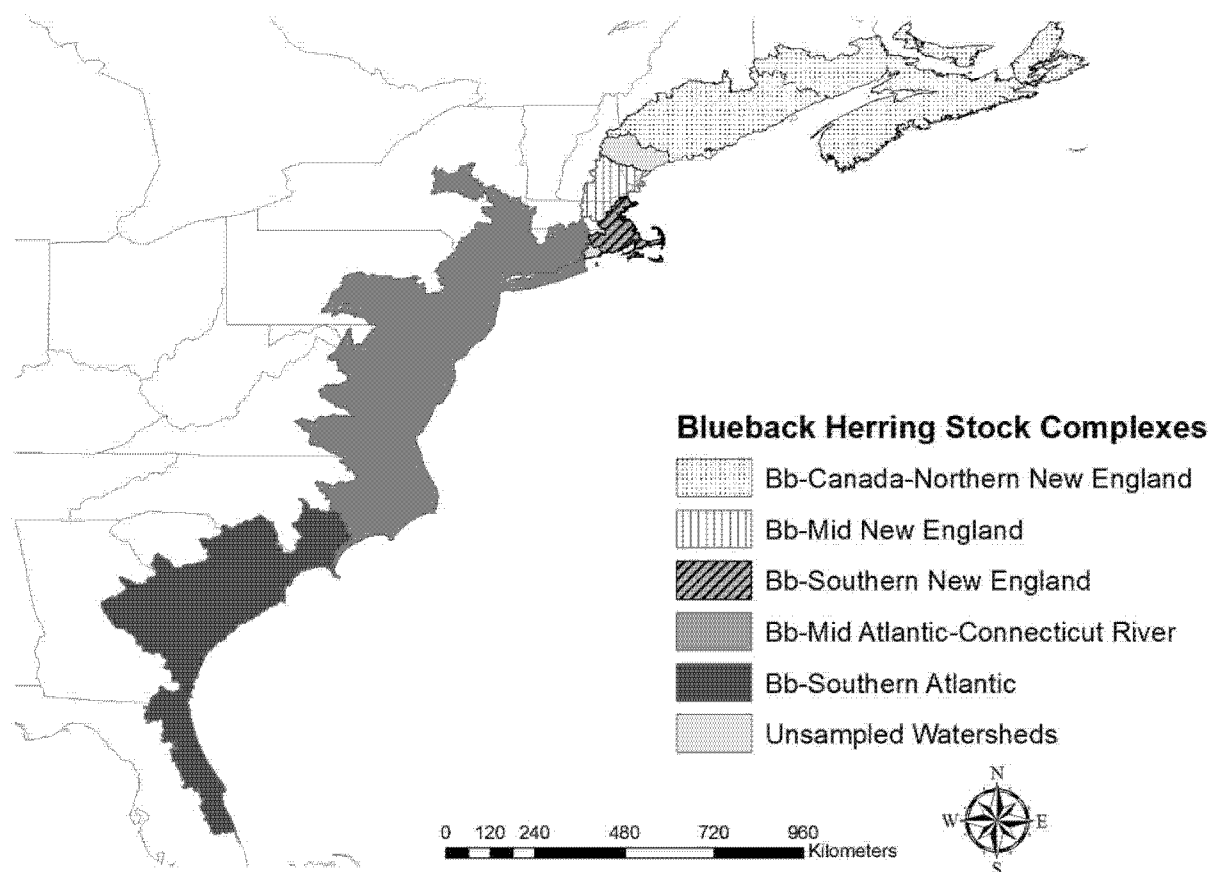 Blueback Herring Stock Complexes
Bb-Canada-Northern New England
Bb-Mid New England
Bb-Southern New England
Bb-Mid Atlantic-Connecticut River
Bb-Southern Atlantic
Unsampled Watersheds
N
W E
S
0 120 240 480 720 960
Kilometers